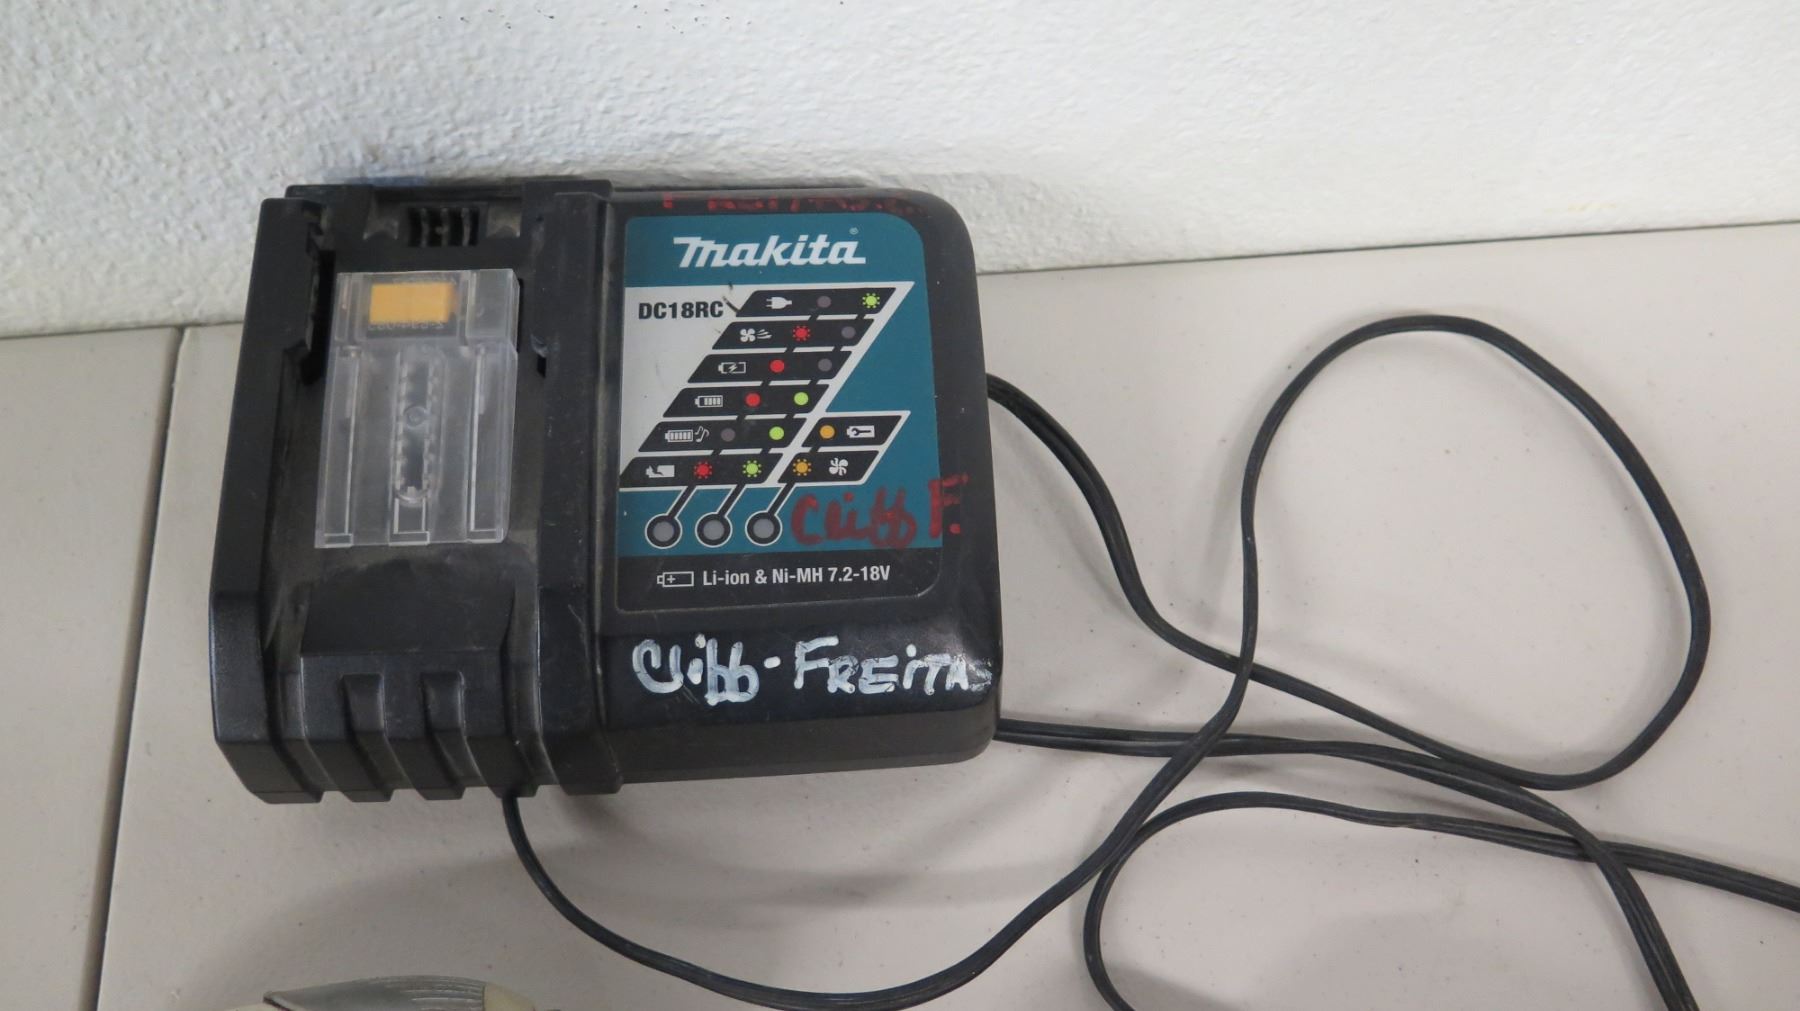 makita®
DC18RC
Cliff F.
Li-ion & Ni-MH 7.2-18V
Cliff-FREiTAS